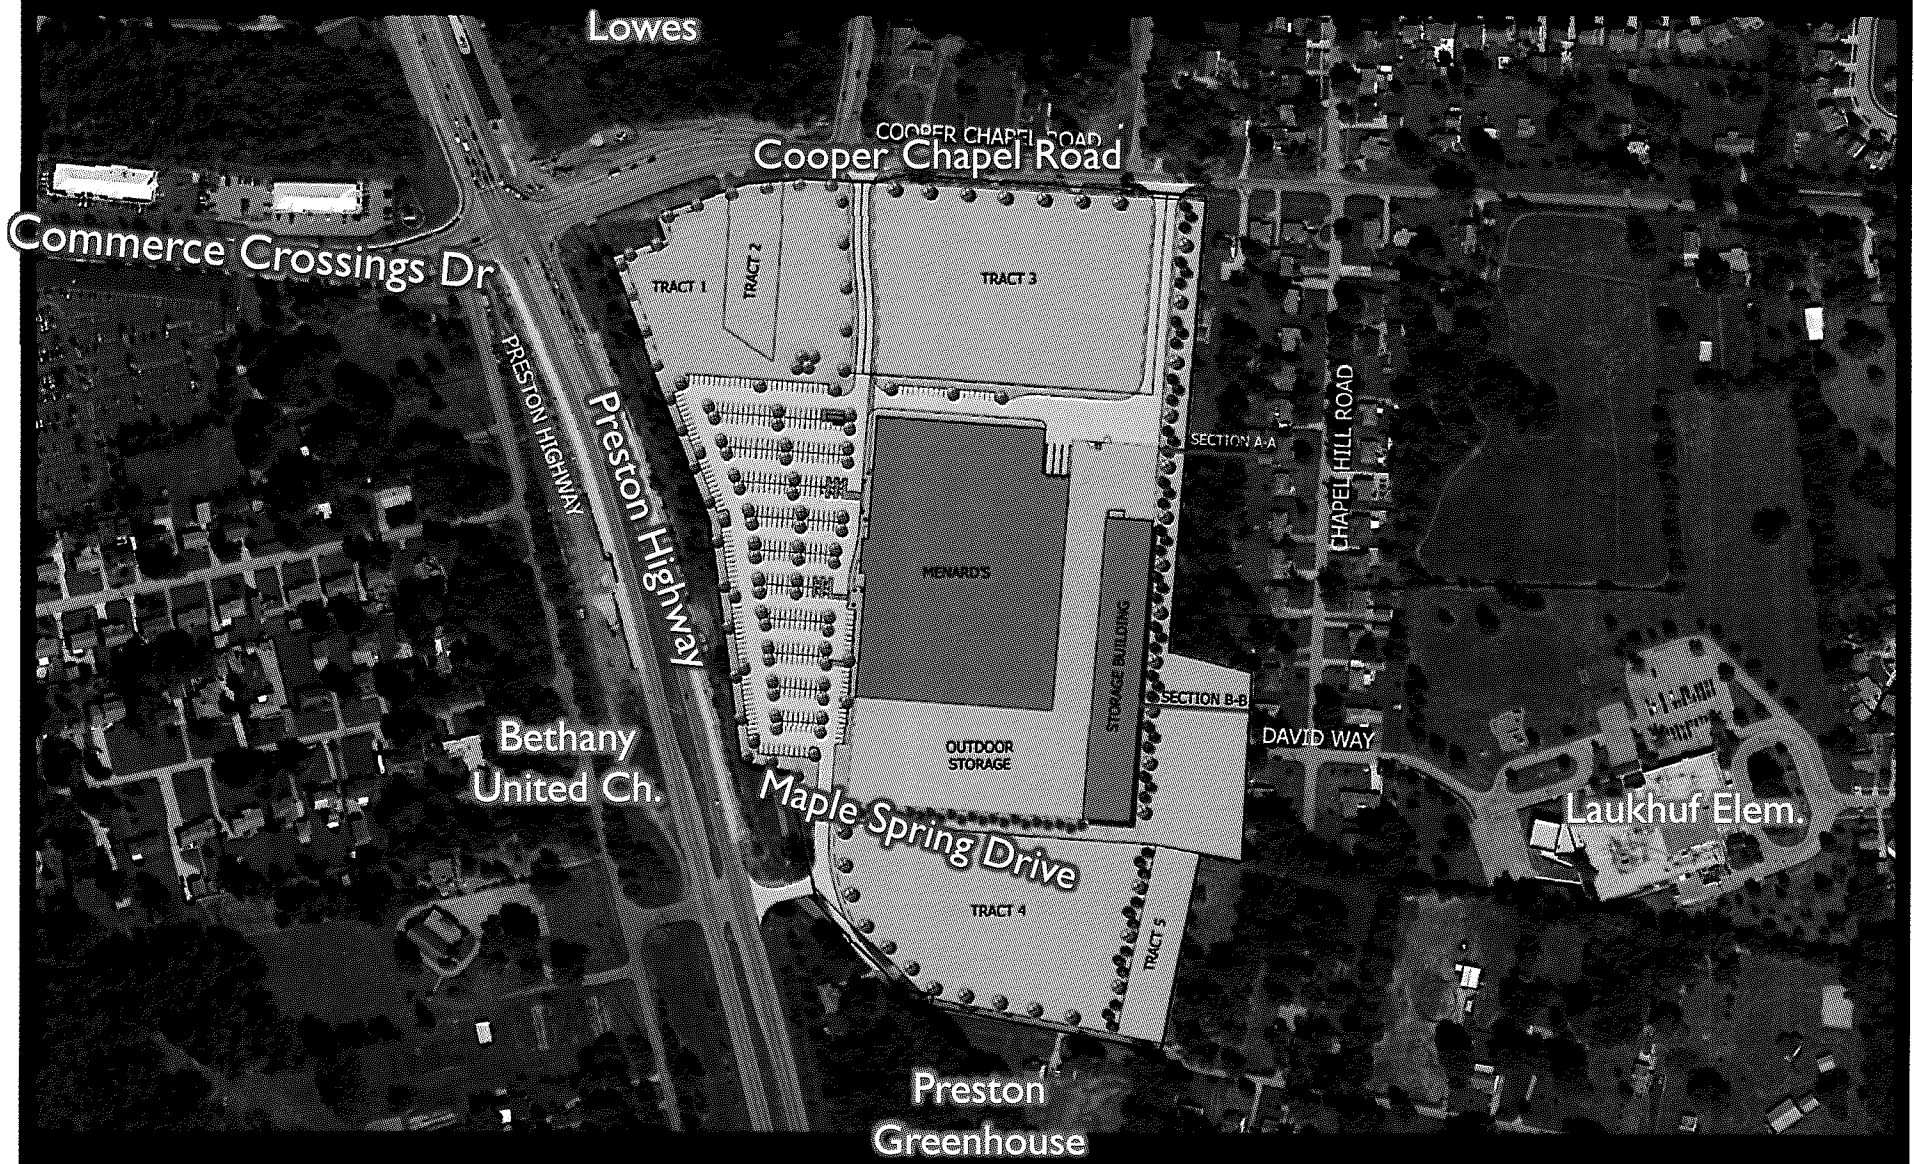 Lowes
COOPER CHAPEL ROAD
Cooper Chapel Road
Commerce Crossings Dr
TRACT 1
TRACT 2
TRACT 3
PRESTON HIGHWAY
Preston Highway
SECTION A-A
CHAPEL HILL ROAD
MENARD'S
STORAGE BUILDING
SECTION B-B
Bethany
United Ch.
OUTDOOR
STORAGE
DAVID WAY
Maple Spring Drive
Laukhuf Elem.
TRACT 4
TRACT 5
Preston
Greenhouse